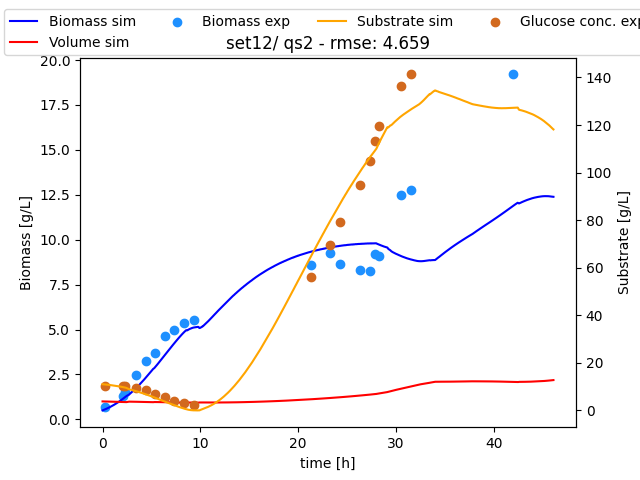 Biomass sim Biomass exp Substrate sim Glucose conc. exp
Volume sim
set12/ qs2 - rmse: 4.659
20.0
17.5
15.0
12.5
10.0
7.5
5.0
2.5
0.0
Biomass [g/L]
140
120
100
80
60
40
20
0
Substrate [g/L]
0 10 20 30 40
time [h]